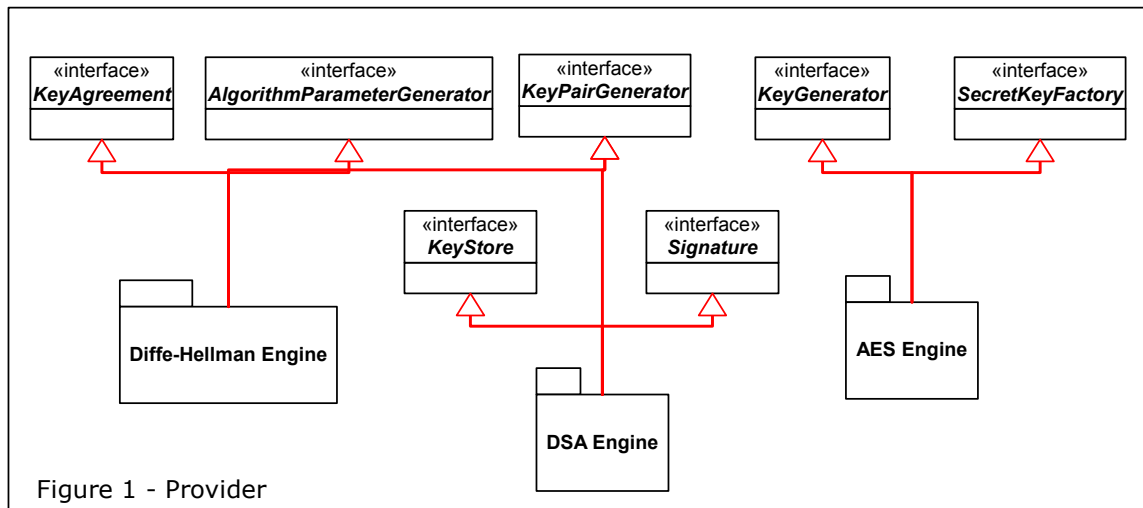 «interface»
KeyAgreement
«interface»
AlgorithmParameterGenerator
«interface»
KeyPairGenerator
«interface»
KeyGenerator
«interface»
SecretKeyFactory
«interface»
KeyStore
«interface»
Signature
Diffe-Hellman Engine
DSA Engine
AES Engine
Figure 1 - Provider